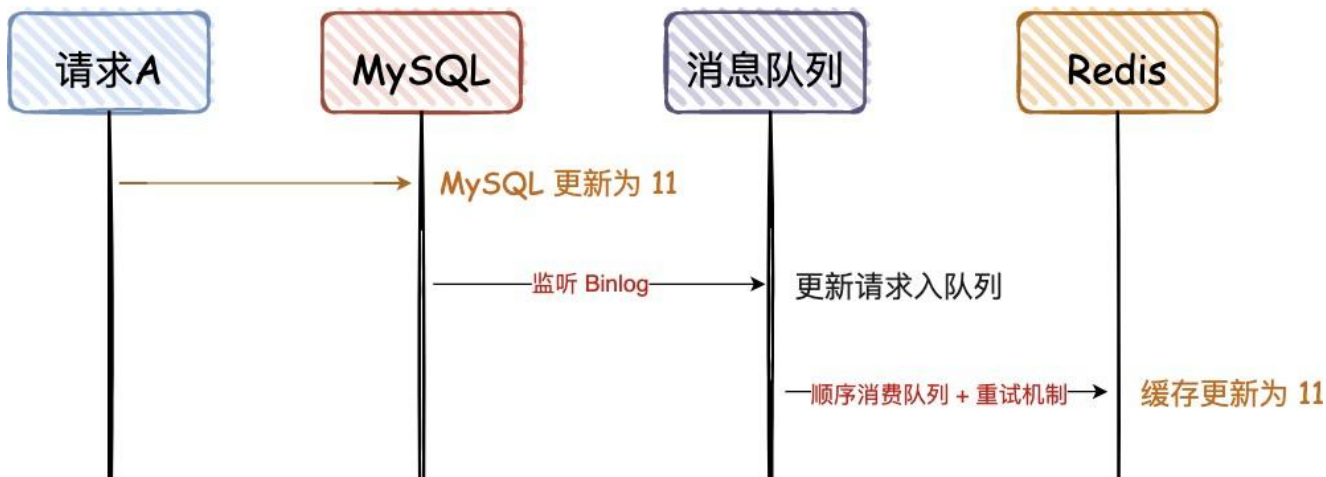 请求A
MySQL
消息队列
Redis
MySQL 更新为 11
监听 Binlog
更新请求入队列
顺序消费队列 + 重试机制
缓存更新为 11